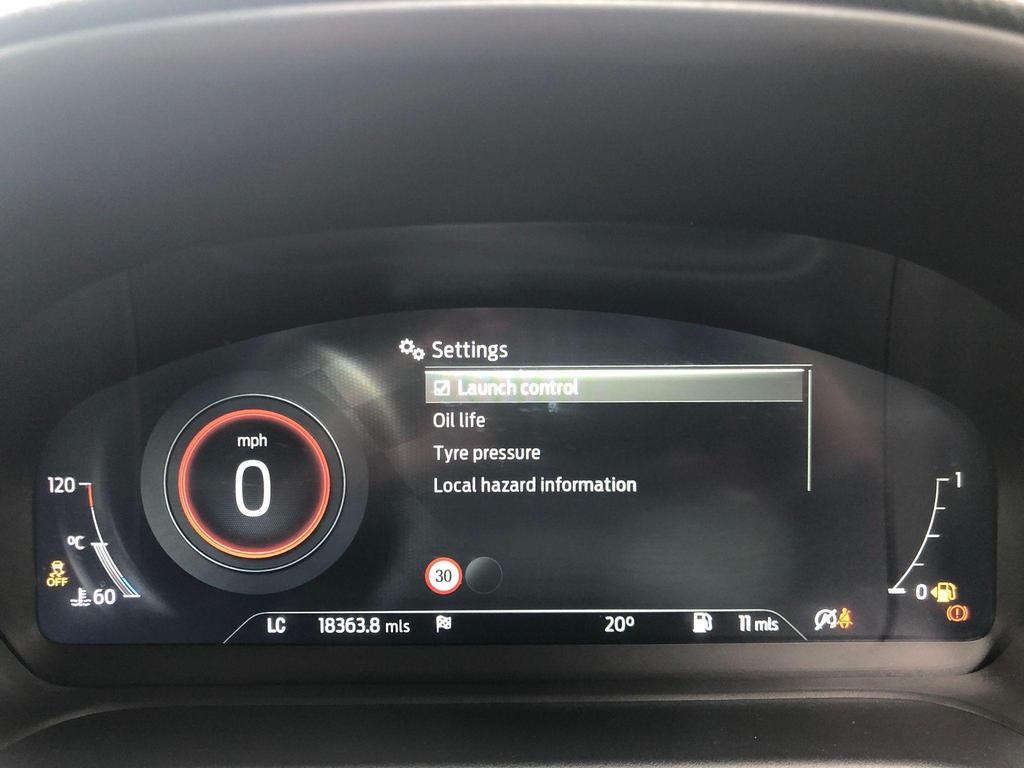 Settings
Launch control
Oil life
Tyre pressure
Local hazard information
mph
0
120
°C
60
OFF
30
1
0
LC 18363.8 mls 20° 11 mls